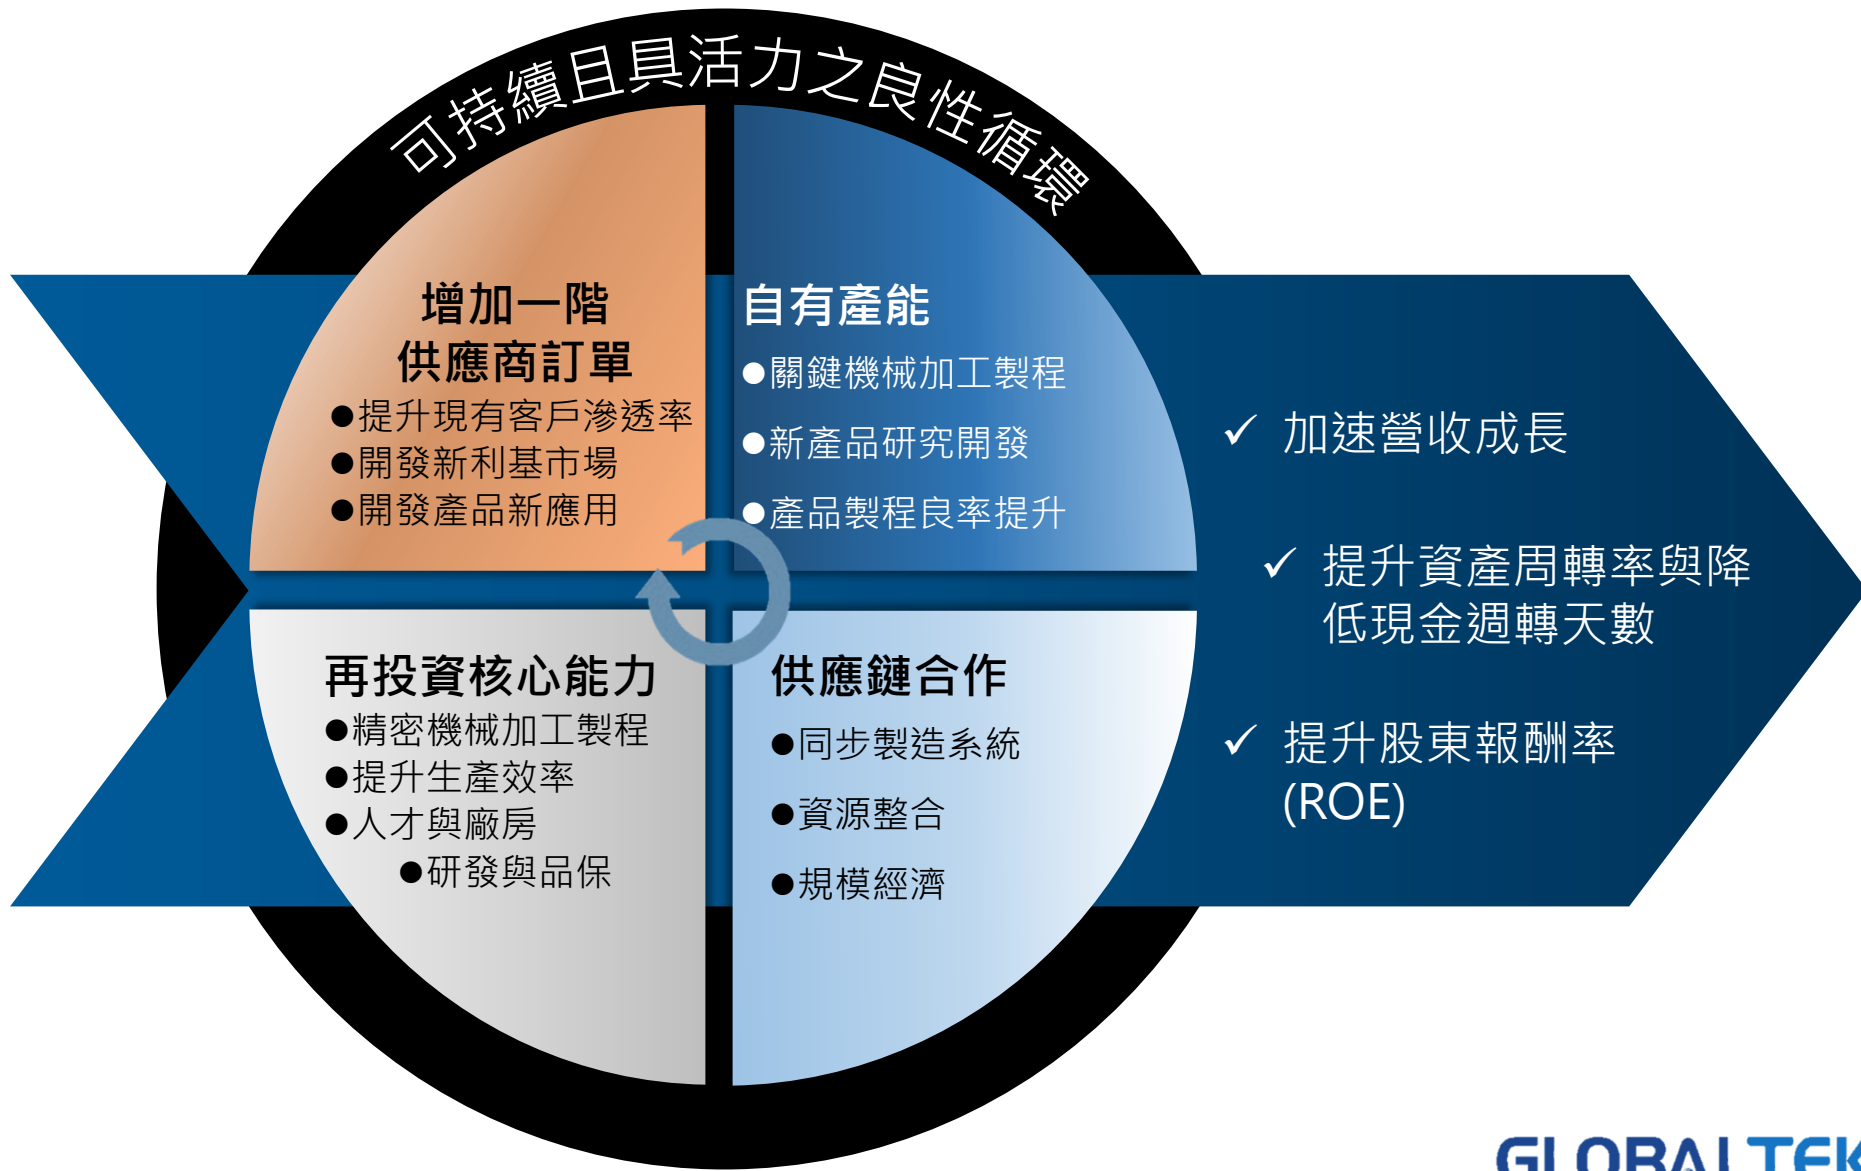 可持續且具活力之良性循環
增加一階
供應商訂單
●提升現有客戶滲透率
●開發新利基市場
●開發產品新應用
自有產能
●關鍵機械加工製程
●新產品研究開發
●產品製程良率提升
再投資核心能力
●精密機械加工製程
●提升生產效率
●人才與廠房
●研發與品保
供應鏈合作
●同步製造系統
●資源整合
●規模經濟
✓ 加速營收成長
✓ 提升資產周轉率與降
低現金週轉天數
✓ 提升股東報酬率
(ROE)
GLOBALTEK